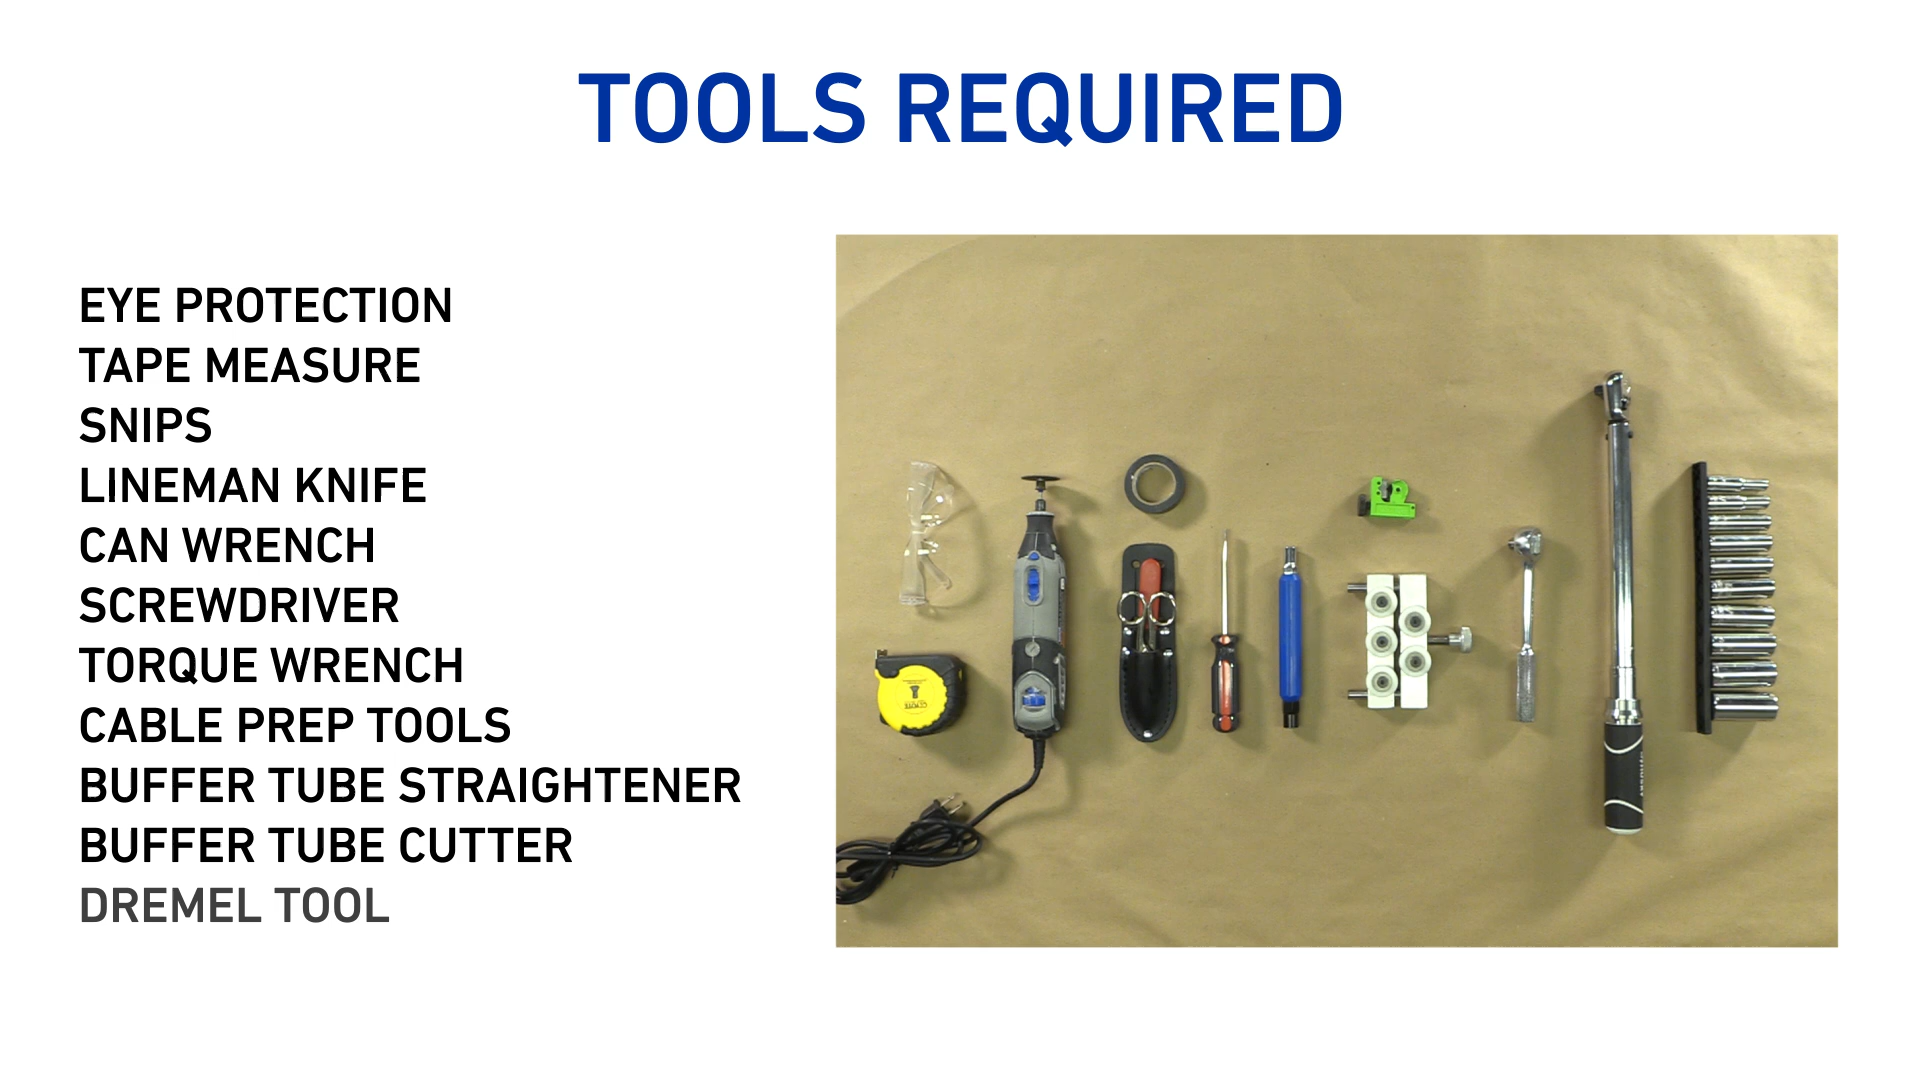 TOOLS REQUIRED
EYE PROTECTION
TAPE MEASURE
SNIPS
LINEMAN KNIFE
CAN WRENCH
SCREWDRIVER
TORQUE WRENCH
CABLE PREP TOOLS
BUFFER TUBE STRAIGHTENER
BUFFER TUBE CUTTER
DREMEL TOOL